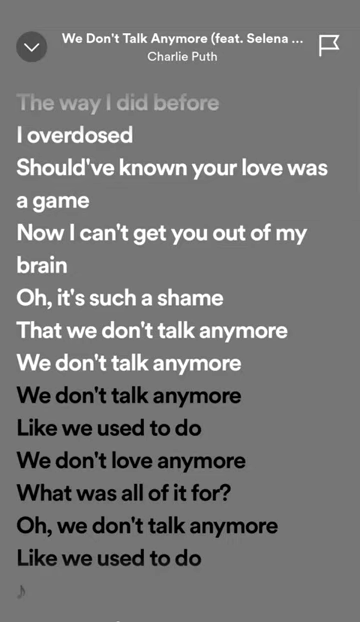 We Don't Talk Anymore (feat. Selena ...
Charlie Puth
The way I did before
I overdosed
Should've known your love was
a game
Now I can't get you out of my
brain
Oh, it's such a shame
That we don't talk anymore
We don't talk anymore
We don't talk anymore
Like we used to do
We don't love anymore
What was all of it for?
Oh, we don't talk anymore
Like we used to do
♪